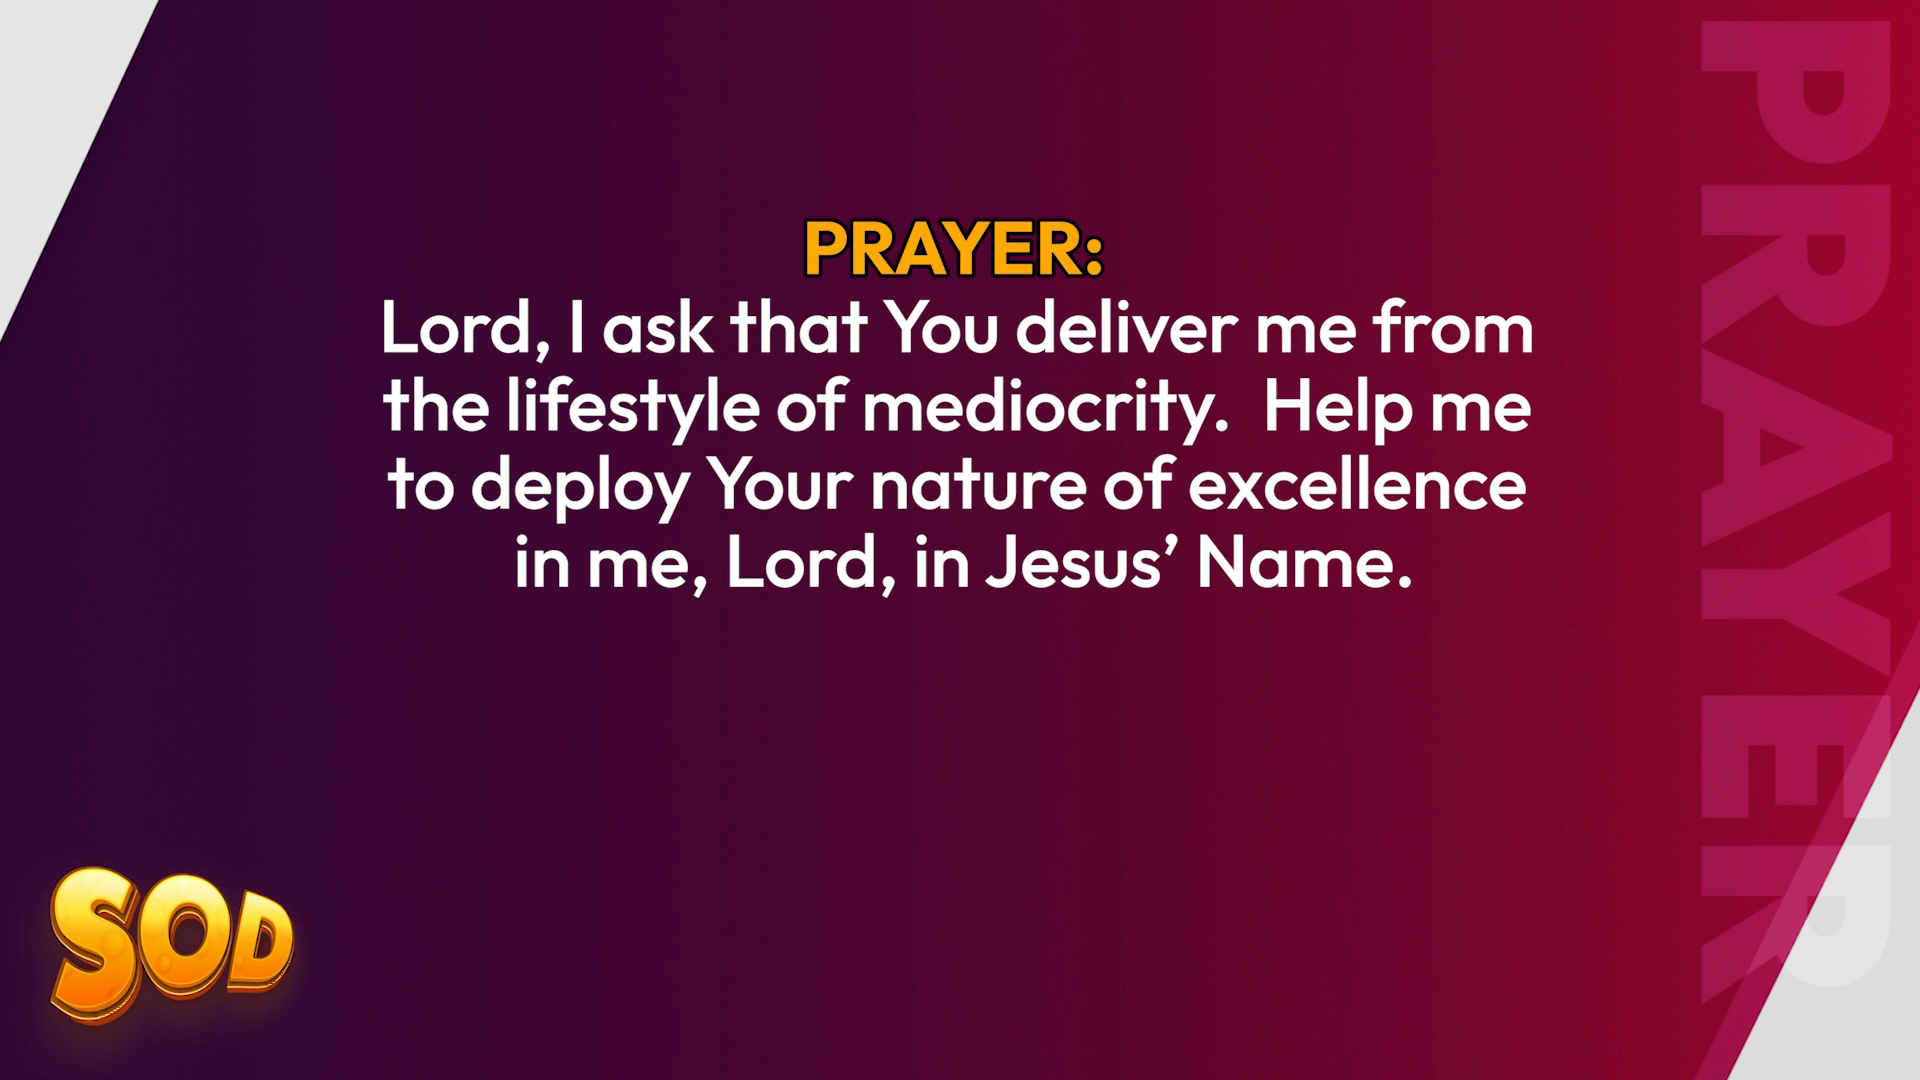 PRAYER:
Lord, I ask that You deliver me from
the lifestyle of mediocrity.  Help me
to deploy Your nature of excellence
in me, Lord, in Jesus’ Name.
PRAYER
SOD